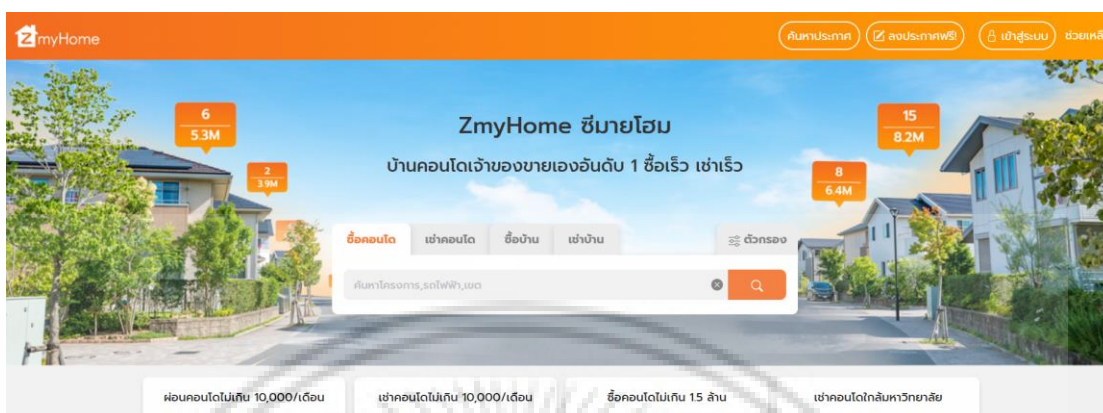 ZmyHome
ค้นหาประกาศ
ลงประกาศฟรี!
เข้าสู่ระบบ
ZmyHome ซีมายโฮม
บ้านคอนโดเจ้าของขายเองอันดับ 1 ซื้อเร็ว เช่าเร็ว
6
5.3M
2
3.9M
15
8.2M
8
6.4M
ซื้อคอนโด เช่าคอนโด ซื้อบ้าน เช่าบ้าน ตัวกรอง
ค้นหาโครงการ,รถไฟฟ้า,เขต
ผ่อนคอนโดไม่เกิน 10,000/เดือน
เช่าคอนโดไม่เกิน 10,000/เดือน
ซื้อคอนโดไม่เกิน 1.5 ล้าน
เช่าคอนโดใกล้มหาวิทยาลัย